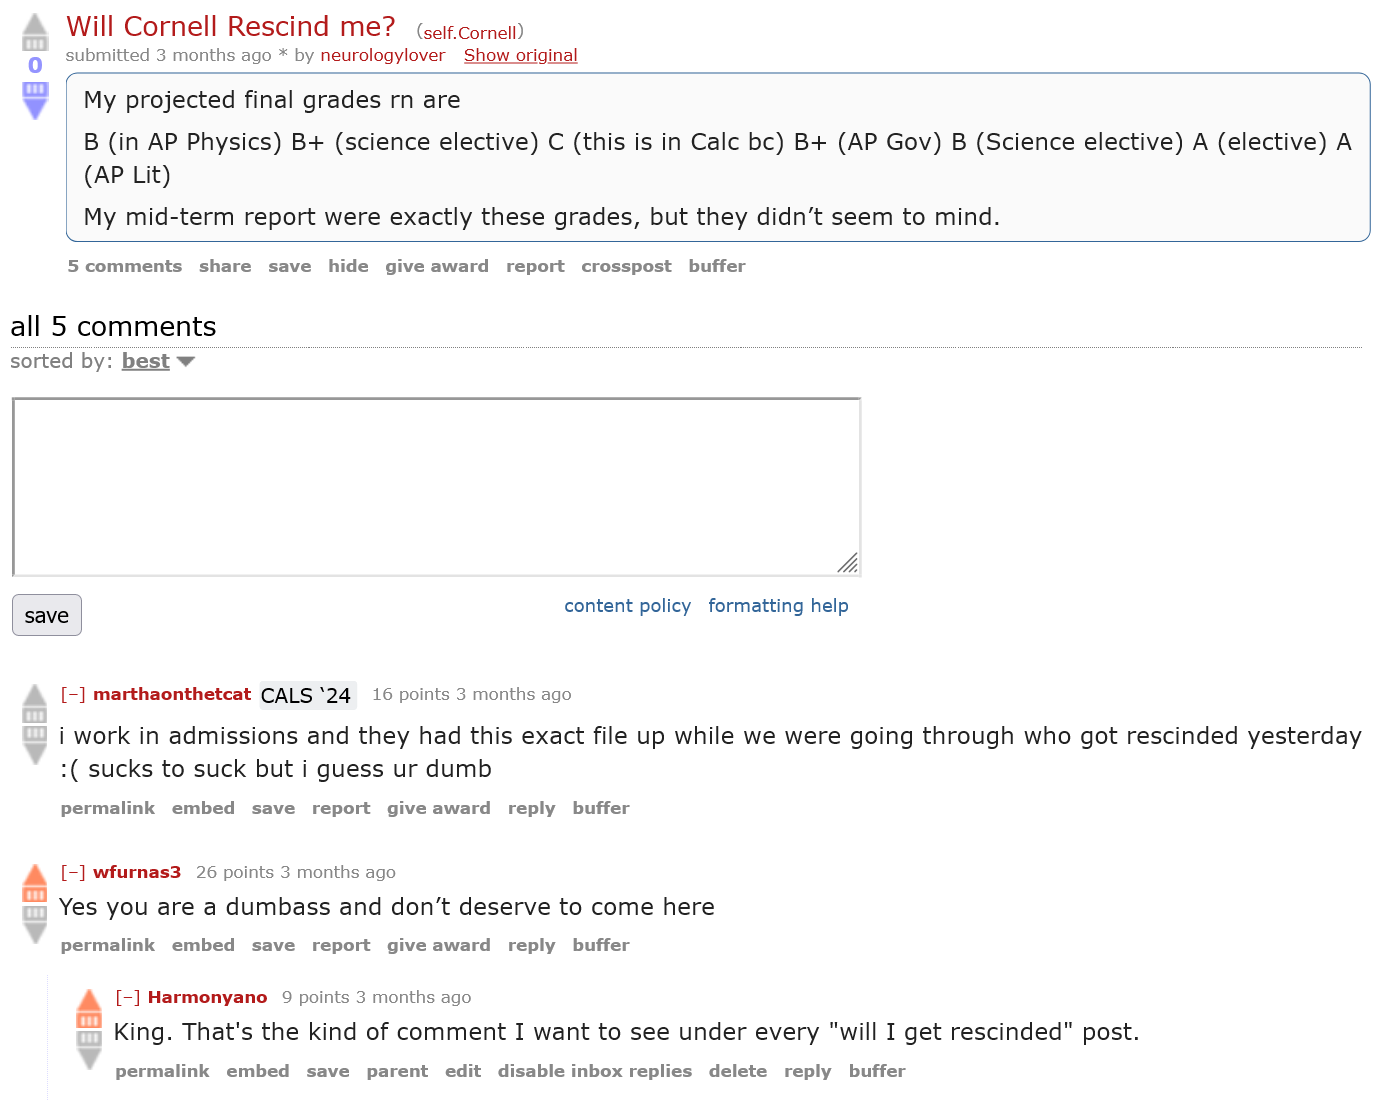 Will Cornell Rescind me? (self.Cornell)
submitted 3 months ago * by neurologylover Show original
0
My projected final grades rn are
B (in AP Physics) B+ (science elective) C (this is in Calc bc) B+ (AP Gov) B (Science elective) A (elective) A
(AP Lit)
My mid-term report were exactly these grades, but they didn’t seem to mind.
5 comments share save hide give award report crosspost buffer
all 5 comments
sorted by: best
save
content policy formatting help
[–] marthaonthetcat CALS ‘24 16 points 3 months ago
i work in admissions and they had this exact file up while we were going through who got rescinded yesterday
:( sucks to suck but i guess ur dumb
permalink embed save report give award reply buffer
[–] wfurnas3 26 points 3 months ago
Yes you are a dumbass and don’t deserve to come here
permalink embed save report give award reply buffer
[–] Harmonyano 9 points 3 months ago
King. That's the kind of comment I want to see under every "will I get rescinded" post.
permalink embed save parent edit disable inbox replies delete reply buffer